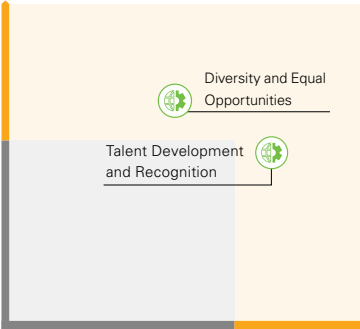 Diversity and Equal
Opportunities
Talent Development
and Recognition